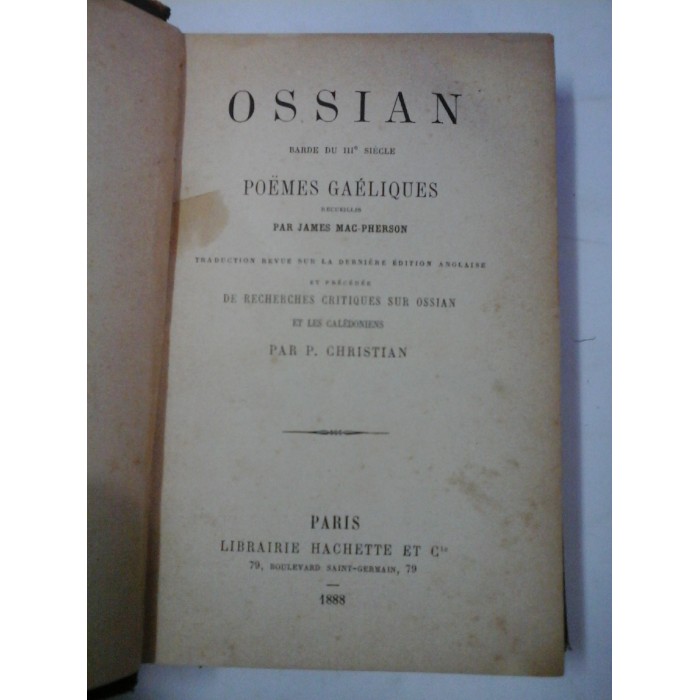 OSSIAN
BARDE DU IIIe SIÈCLE
POËMES GAÉLIQUES
RECUEILLIS
PAR JAMES MAC-PHERSON
TRADUCTION REVUE SUR LA DERNIÈRE ÉDITION ANGLAISE
ET PRÉCÉDÉE
DE RECHERCHES CRITIQUES SUR OSSIAN
ET LES CALÉDONIENS
PAR P. CHRISTIAN
PARIS
LIBRAIRIE HACHETTE ET Cie
79, BOULEVARD SAINT-GERMAIN, 79
1888